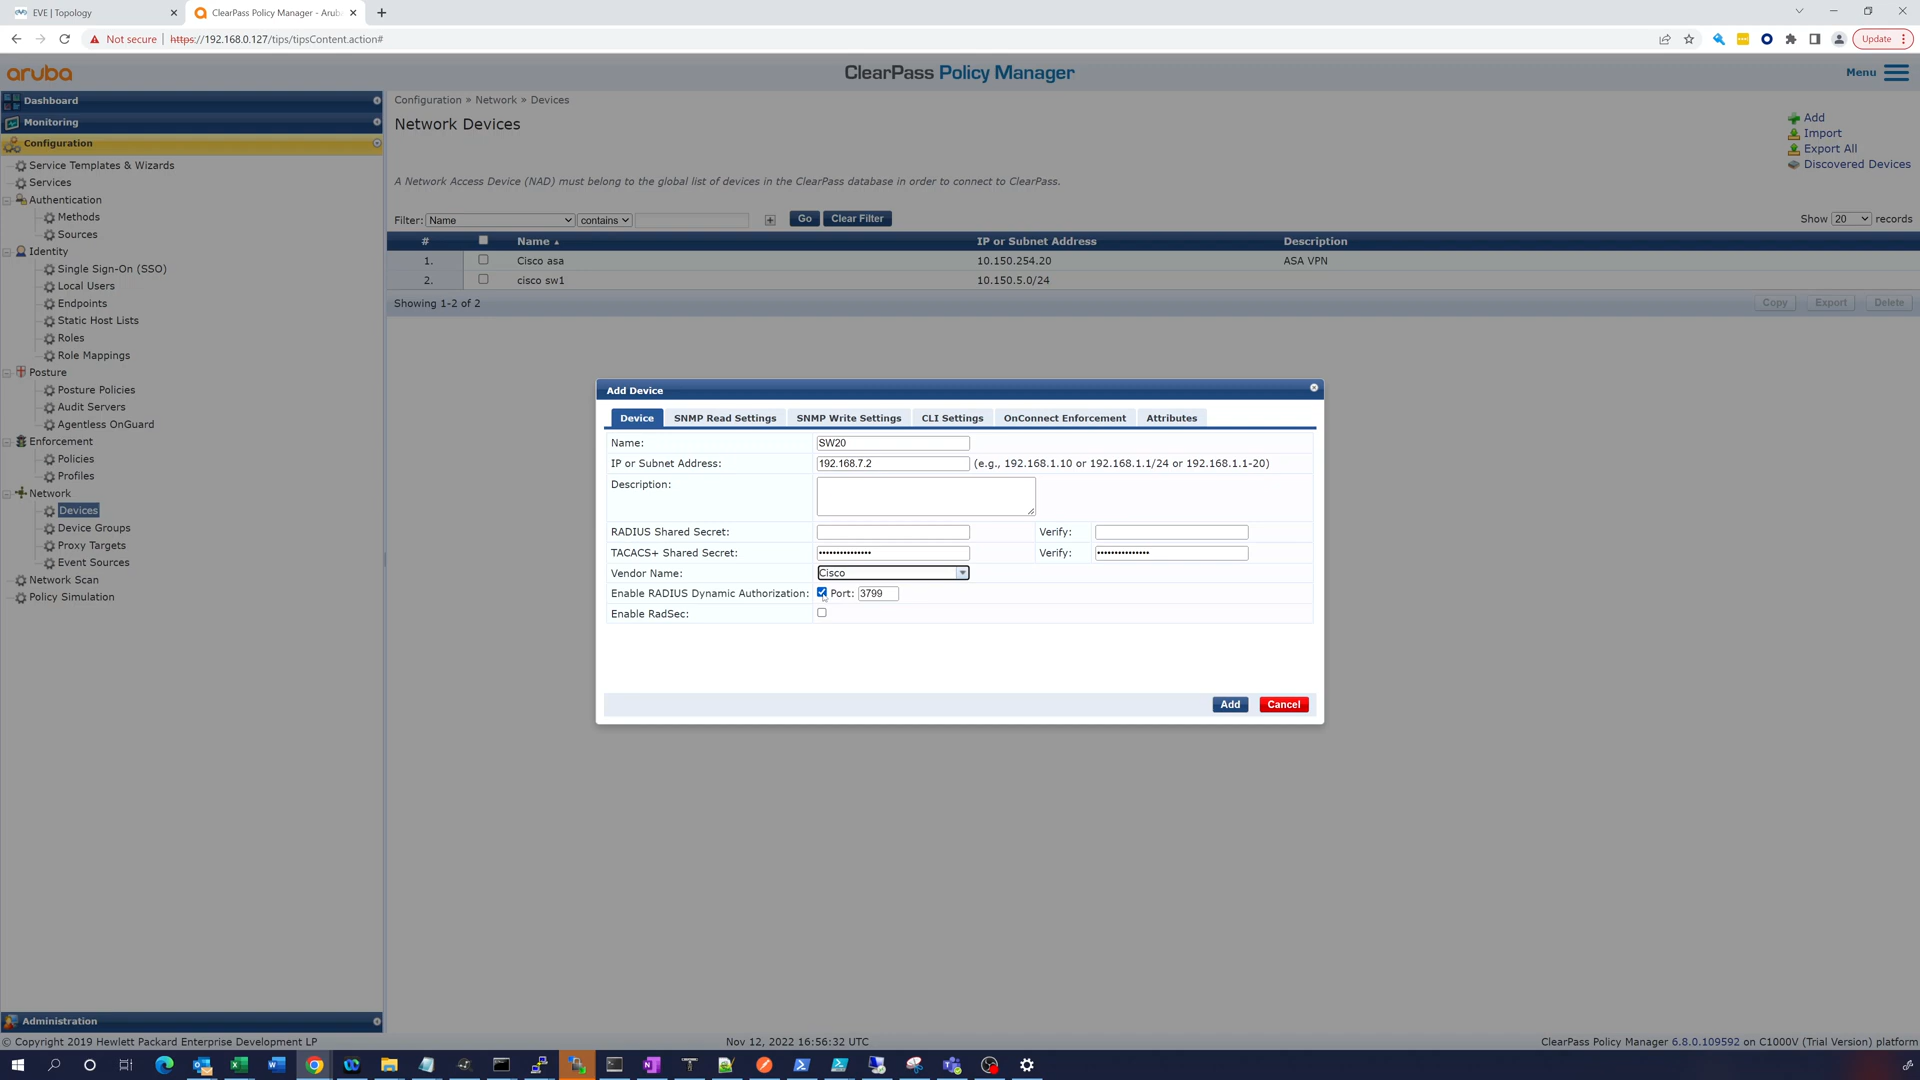 EVE | Topology
ClearPass Policy Manager - Arub
Not secure | https://192.168.0.127/tips/tipsContent.action#
Update
aruba
ClearPass Policy Manager
Menu
Dashboard
Monitoring
Configuration
Service Templates & Wizards
Services
Authentication
Methods
Sources
Identity
Single Sign-On (SSO)
Local Users
Endpoints
Static Host Lists
Roles
Role Mappings
Posture
Posture Policies
Audit Servers
Agentless OnGuard
Enforcement
Policies
Profiles
Network
Devices
Device Groups
Proxy Targets
Event Sources
Network Scan
Policy Simulation
Administration
Configuration » Network » Devices
Network Devices
Add
Import
Export All
Discovered Devices
A Network Access Device (NAD) must belong to the global list of devices in the ClearPass database in order to connect to ClearPass.
Filter: Name contains Go Clear Filter Show 20 records
# Name IP or Subnet Address Description
1. Cisco asa 10.150.254.20 ASA VPN
2. cisco sw1 10.150.5.0/24
Showing 1-2 of 2 Copy Export Delete
Add Device
Device SNMP Read Settings SNMP Write Settings CLI Settings OnConnect Enforcement Attributes
Name: SW20
IP or Subnet Address: 192.168.7.2 (e.g., 192.168.1.10 or 192.168.1.1/24 or 192.168.1.1-20)
Description:
RADIUS Shared Secret: Verify:
TACACS+ Shared Secret: ••••••••••••••• Verify: •••••••••••••••
Vendor Name: Cisco
Enable RADIUS Dynamic Authorization: Port: 3799
Enable RadSec:
Add Cancel
© Copyright 2019 Hewlett Packard Enterprise Development LP Nov 12, 2022 16:56:32 UTC ClearPass Policy Manager 6.8.0.109592 on C1000V (Trial Version) platform